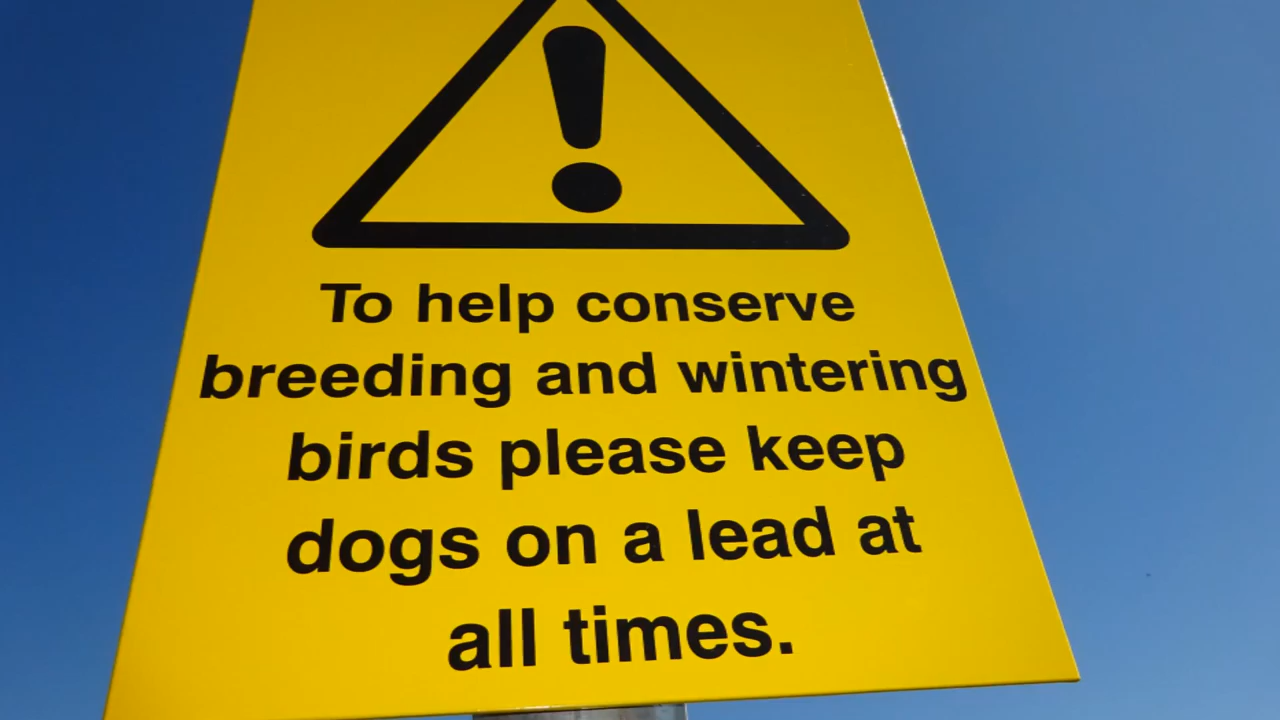 To help conserve
breeding and wintering
birds please keep
dogs on a lead at
all times.